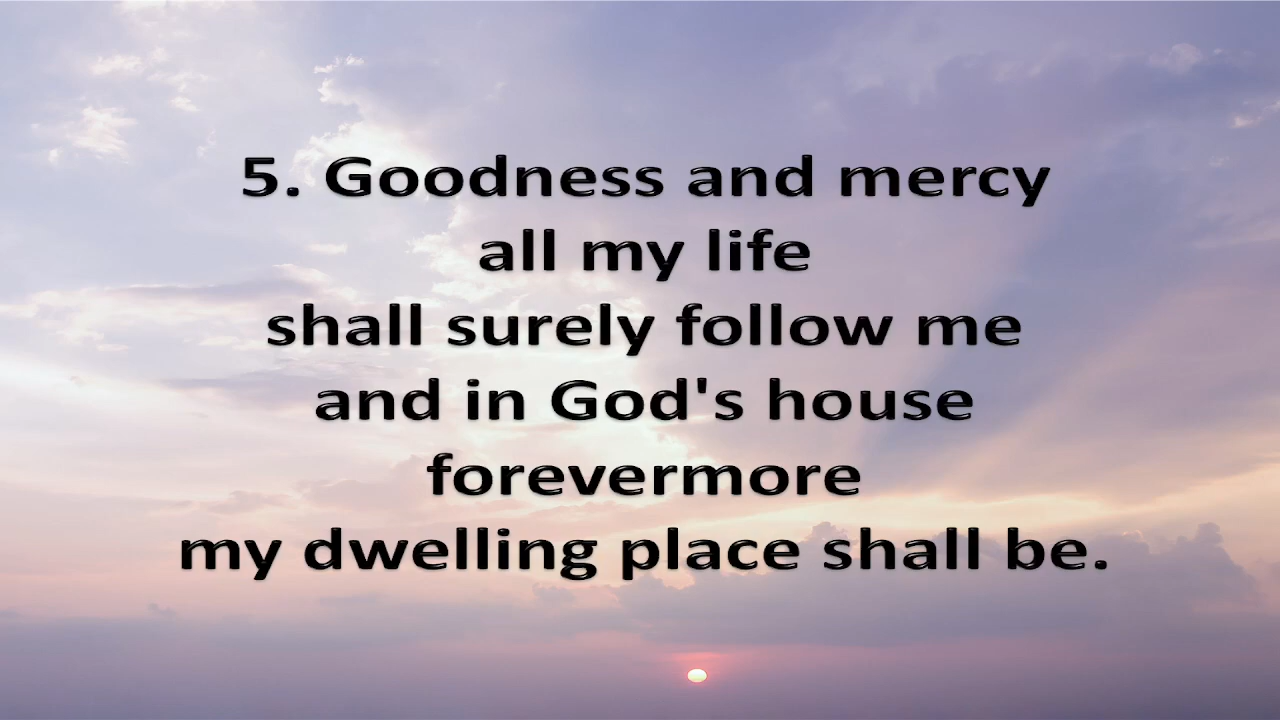 5. Goodness and mercy
all my life
shall surely follow me
and in God's house
forevermore
my dwelling place shall be.